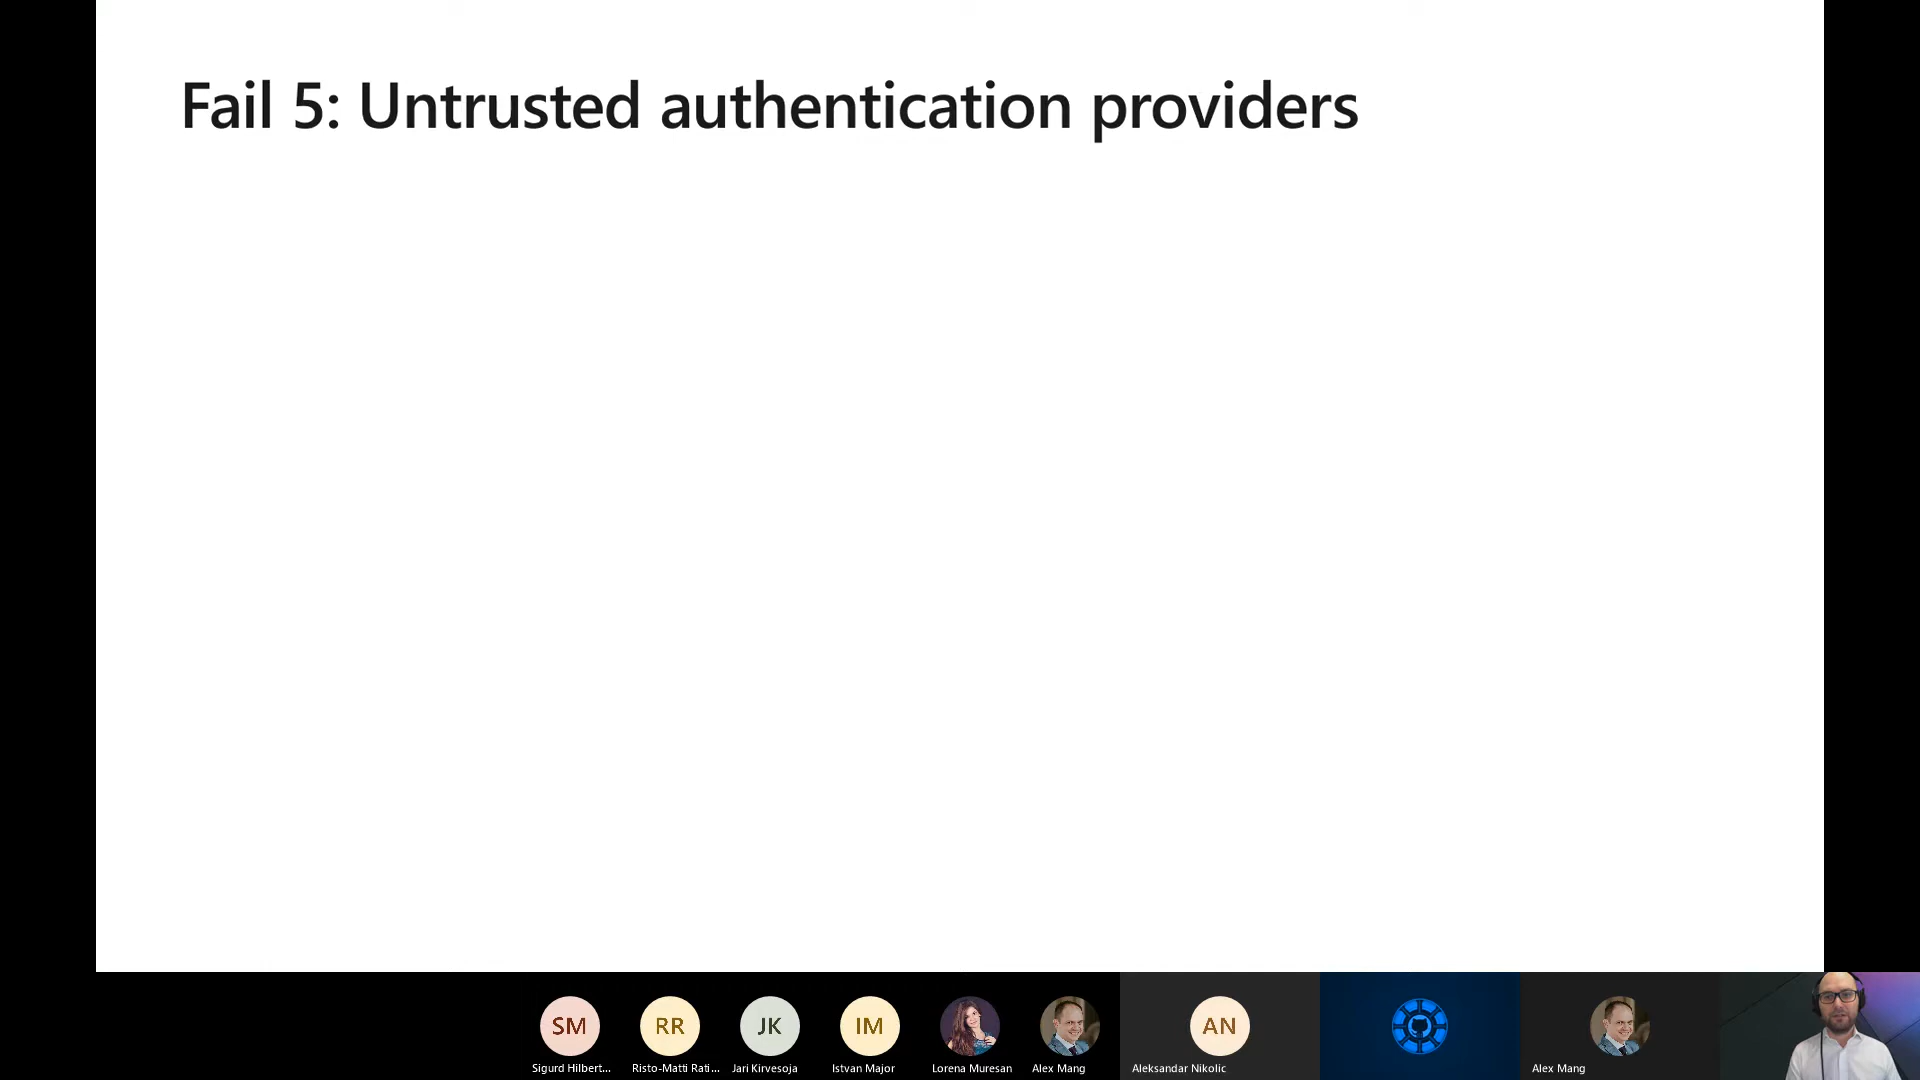 Fail 5: Untrusted authentication providers
SM
RR
JK
IM
AN
Sigurd Hilbert...
Risto-Matti Rati...
Jari Kirvesoja
Istvan Major
Lorena Muresan
Alex Mang
Aleksandar Nikolic
Alex Mang